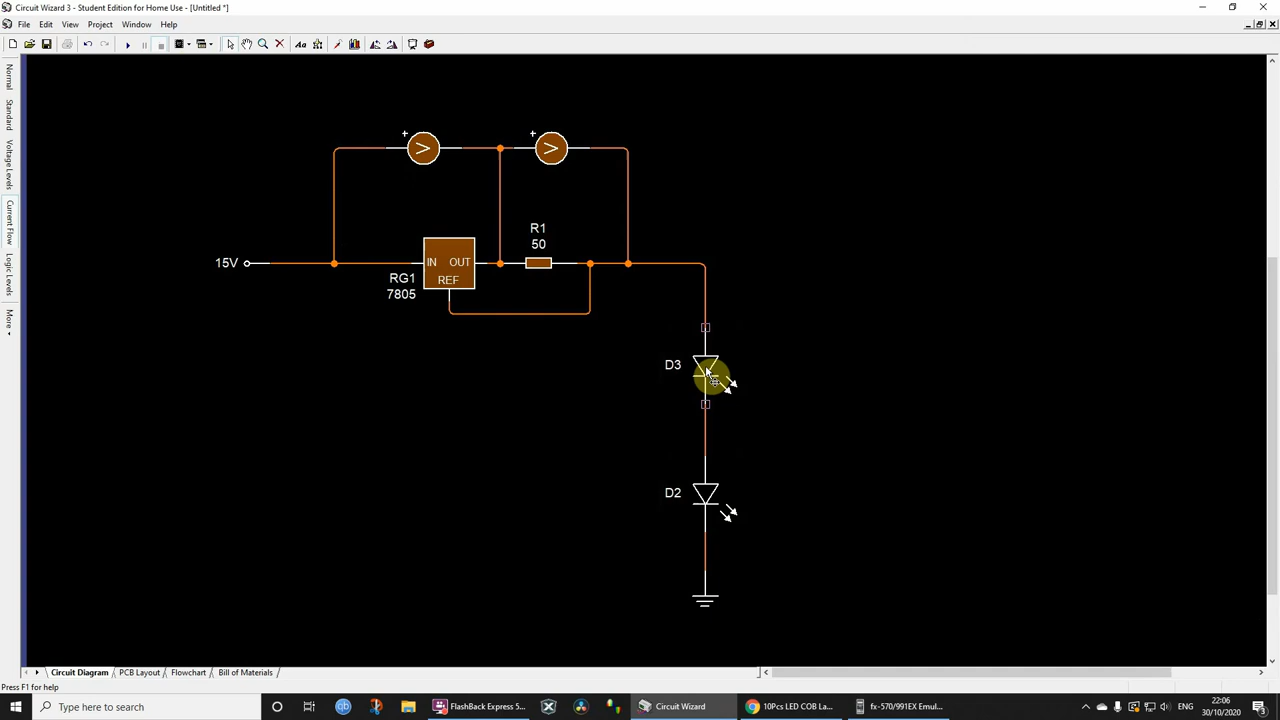 Circuit Wizard 3 - Student Edition for Home Use - [Untitled *]
File Edit View Project Window Help
Aa
Normal
Standard
Voltage Levels
Current Flow
Logic Levels
More
+
+
R1
50
15V
IN OUT
REF
RG1
7805
D3
D2
Circuit Diagram PCB Layout Flowchart Bill of Materials
Press F1 for help
Type here to search
FlashBack Express 5...
Circuit Wizard
10Pcs LED COB La...
fx-570/991EX Emul...
ENG
22:06
30/10/2020